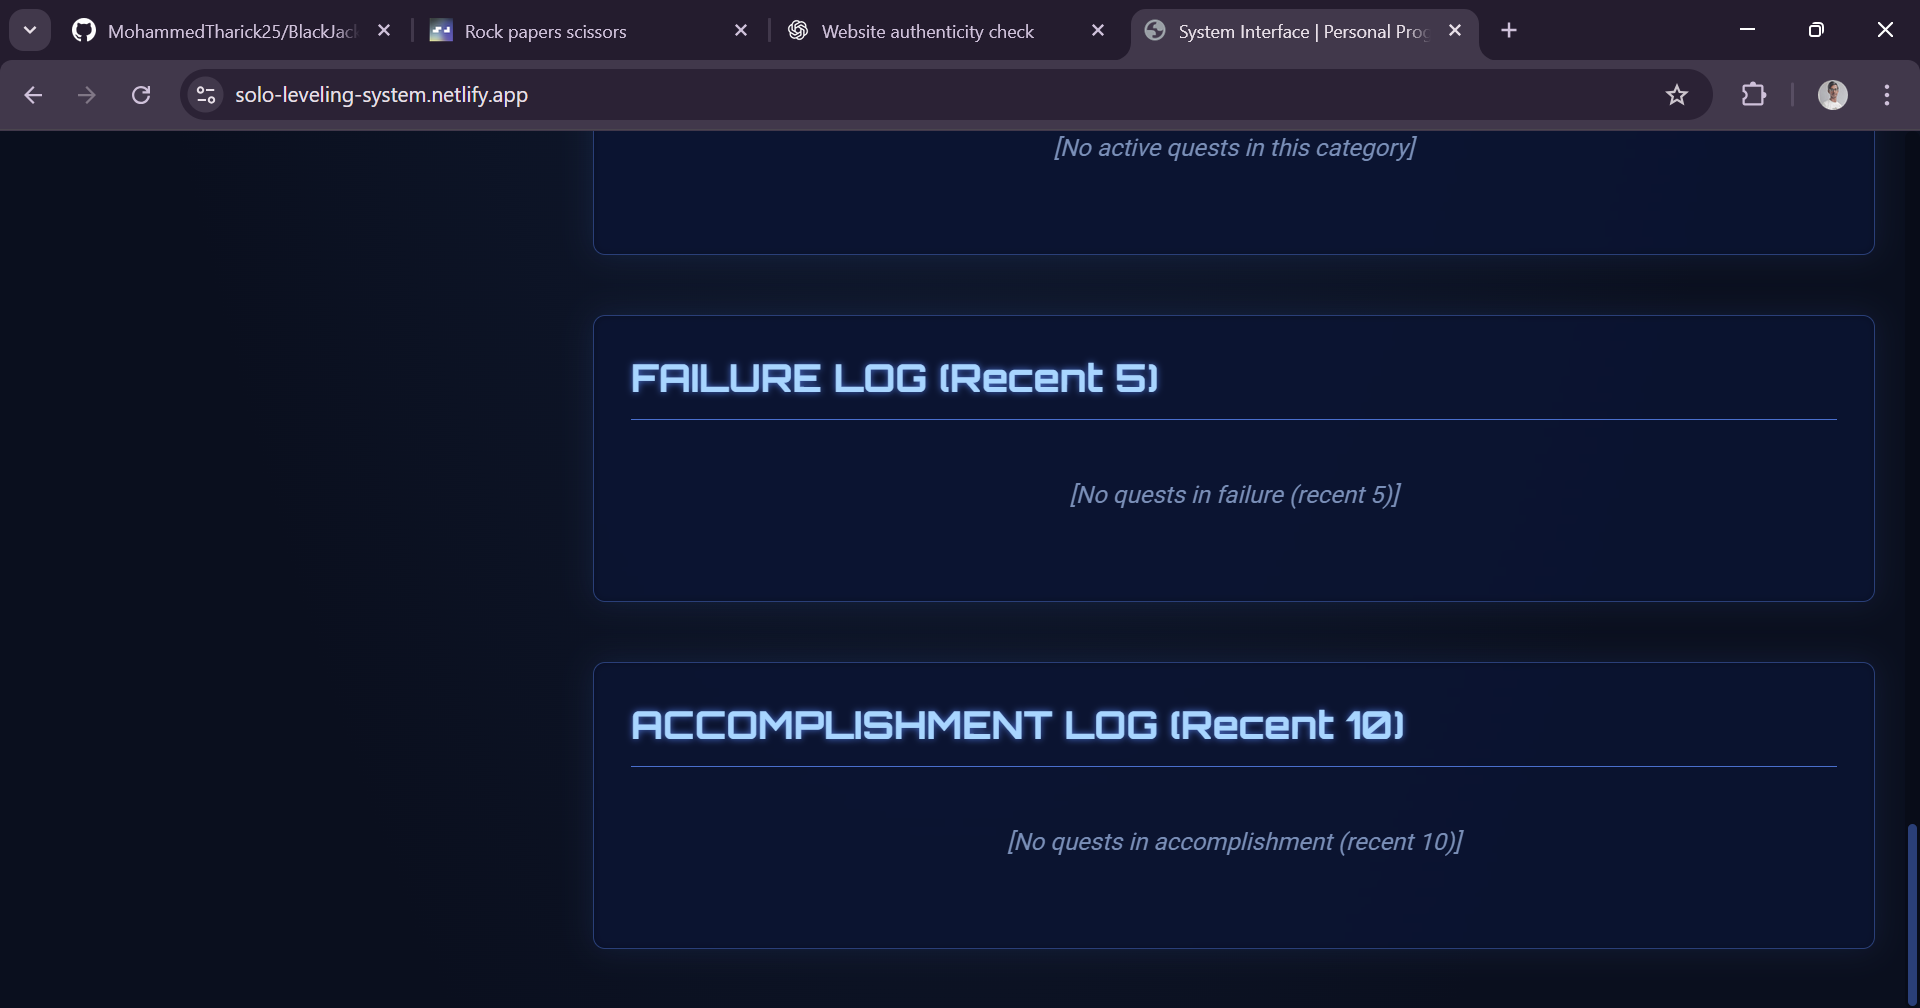 MohammedTharick25/BlackJack
Rock papers scissors
Website authenticity check
System Interface | Personal Prog
solo-leveling-system.netlify.app
[No active quests in this category]
FAILURE LOG (Recent 5)
[No quests in failure (recent 5)]
ACCOMPLISHMENT LOG (Recent 10)
[No quests in accomplishment (recent 10)]